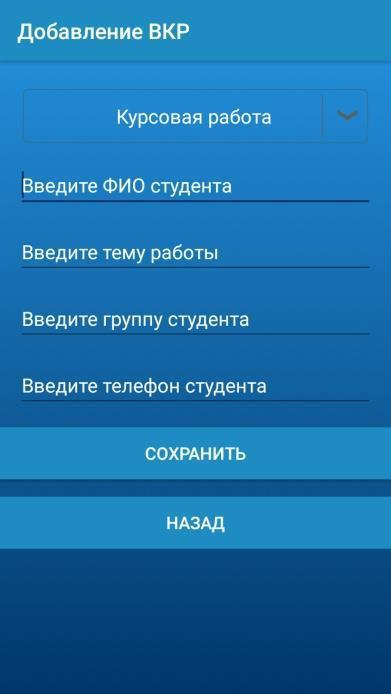 Добавление ВКР
Курсовая работа
Введите ФИО студента
Введите тему работы
Введите группу студента
Введите телефон студента
СОХРАНИТЬ
НАЗАД